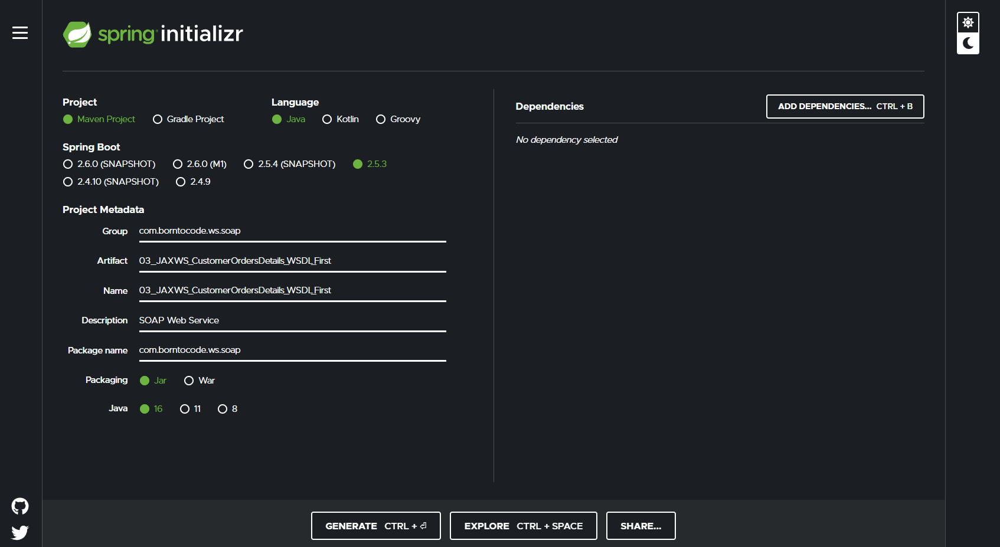 spring initializr
Project
Maven Project Gradle Project
Language
Java Kotlin Groovy
Spring Boot
2.6.0 (SNAPSHOT) 2.6.0 (M1) 2.5.4 (SNAPSHOT) 2.5.3
2.4.10 (SNAPSHOT) 2.4.9
Project Metadata
Group com.borntocode.ws.soap
Artifact 03_JAXWS_CustomerOrdersDetails_WSDL_First
Name 03_JAXWS_CustomerOrdersDetails_WSDL_First
Description SOAP Web Service
Package name com.borntocode.ws.soap
Packaging Jar War
Java 16 11 8
Dependencies
ADD DEPENDENCIES... CTRL + B
No dependency selected
GENERATE CTRL + ⏎
EXPLORE CTRL + SPACE
SHARE...